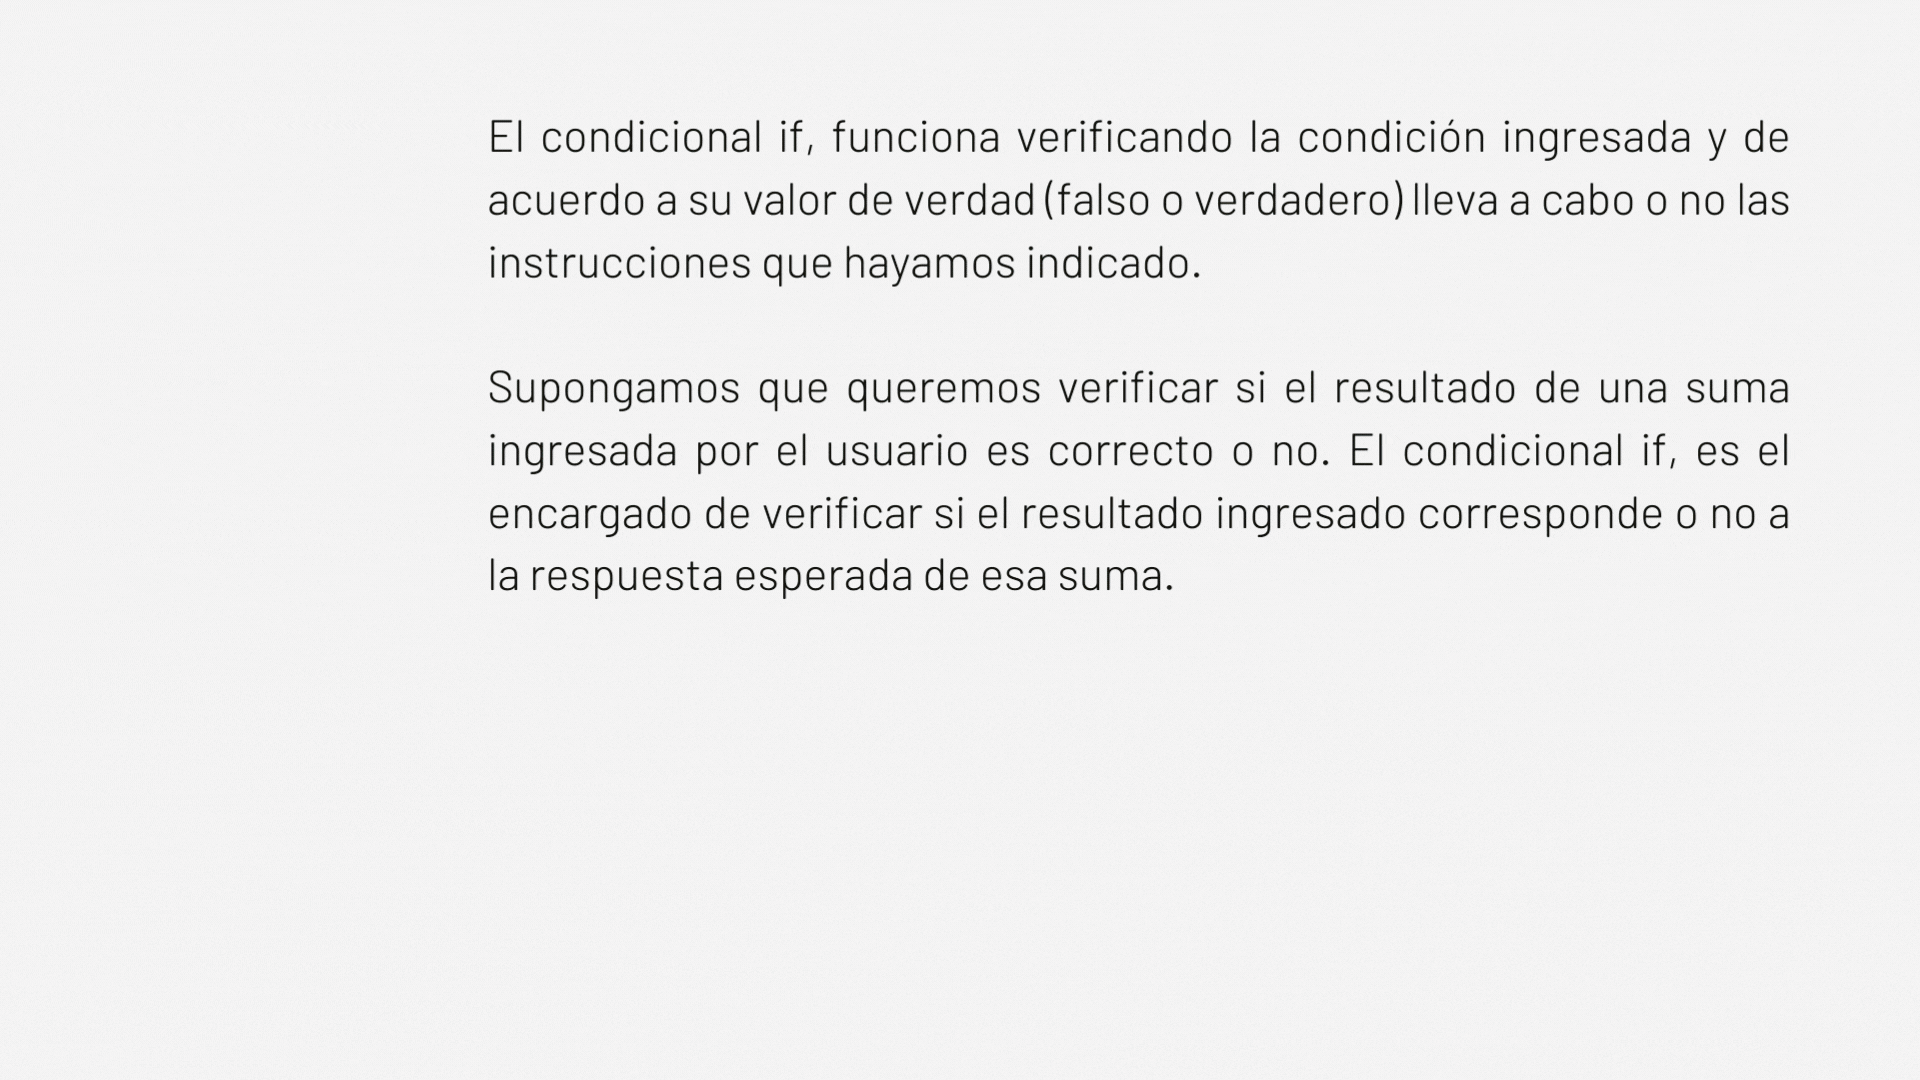 El condicional if, funciona verificando la condición ingresada y de
acuerdo a su valor de verdad (falso o verdadero) lleva a cabo o no las
instrucciones que hayamos indicado.
Supongamos que queremos verificar si el resultado de una suma
ingresada por el usuario es correcto o no. El condicional if, es el
encargado de verificar si el resultado ingresado corresponde o no a
la respuesta esperada de esa suma.